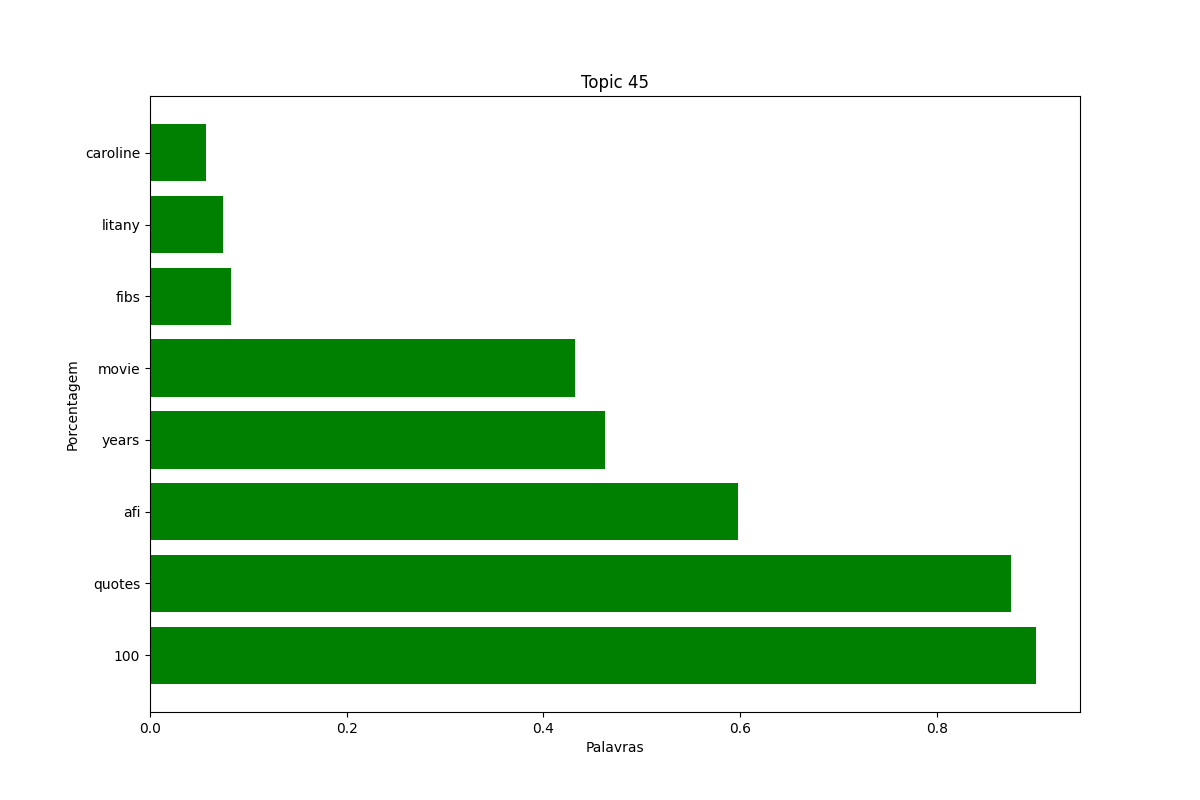 Topic 45
caroline
litany
fibs
movie
years
afi
quotes
100
Porcentagem
0.0 0.2 0.4 0.6 0.8
Palavras